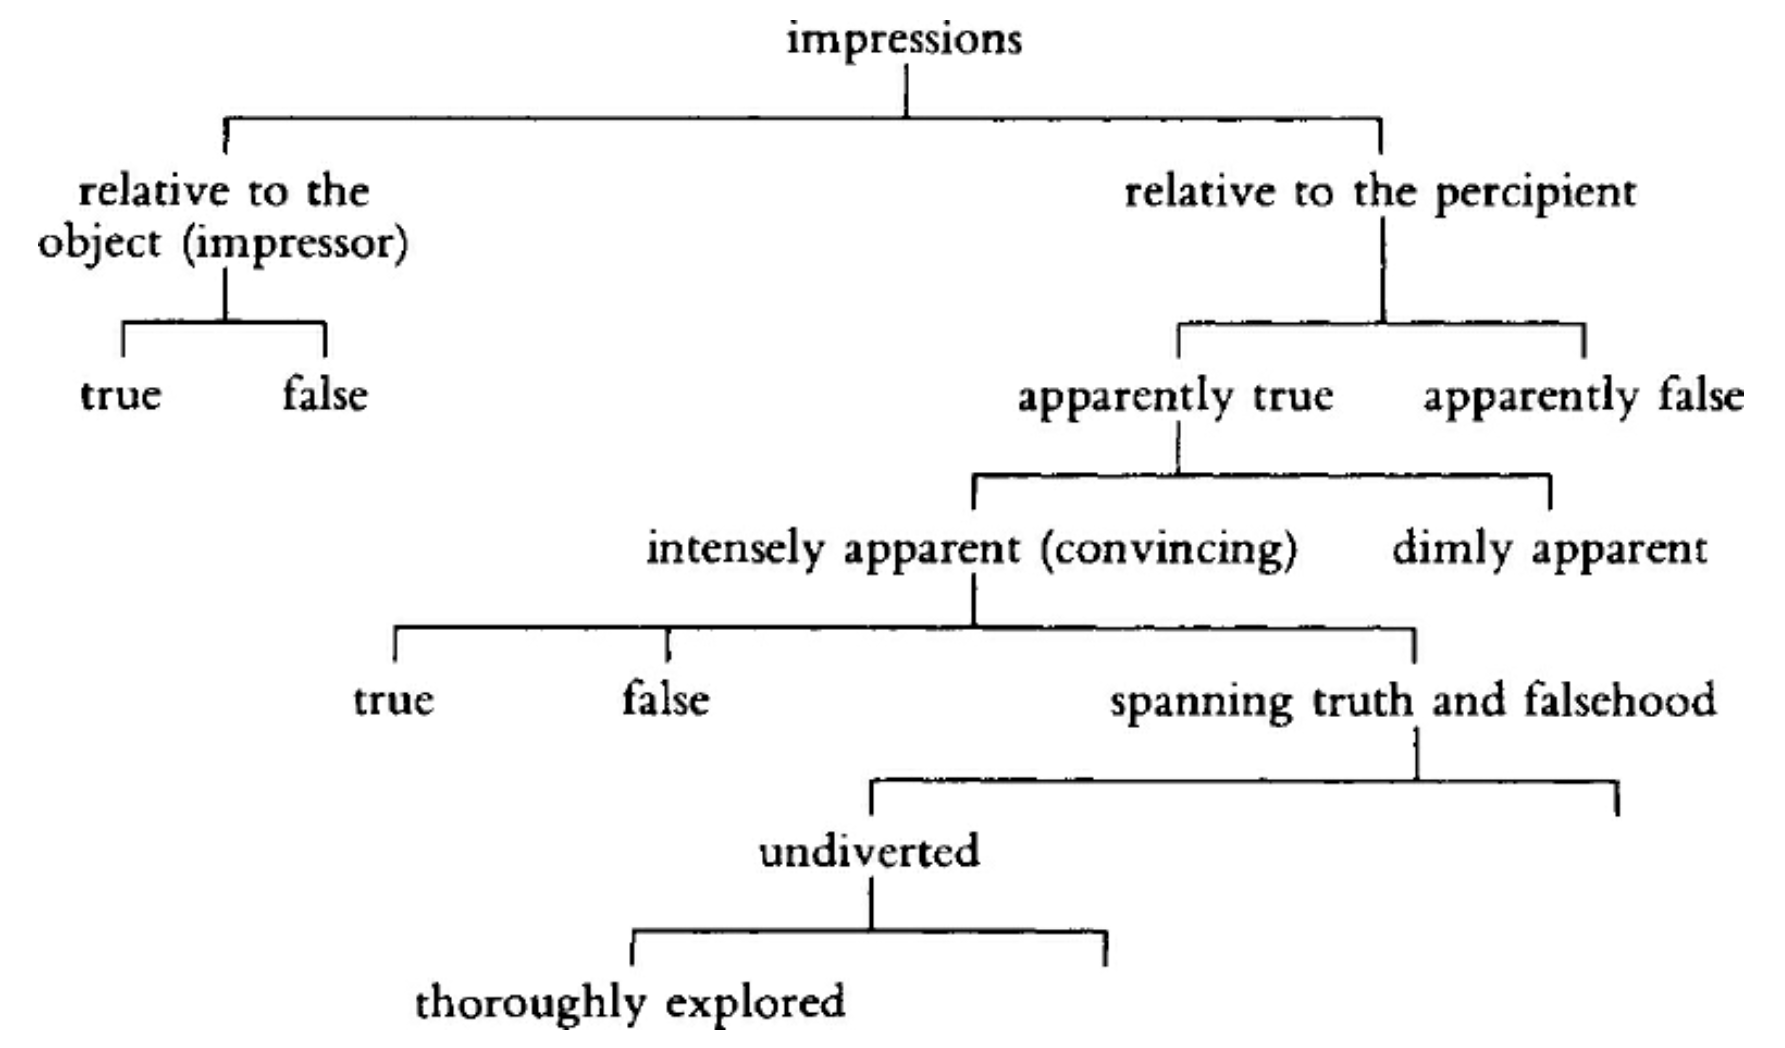 impressions
relative to the
object (impressor)
relative to the percipient
true
false
apparently true
apparently false
intensely apparent (convincing)
dimly apparent
true
false
spanning truth and falsehood
undiverted
thoroughly explored